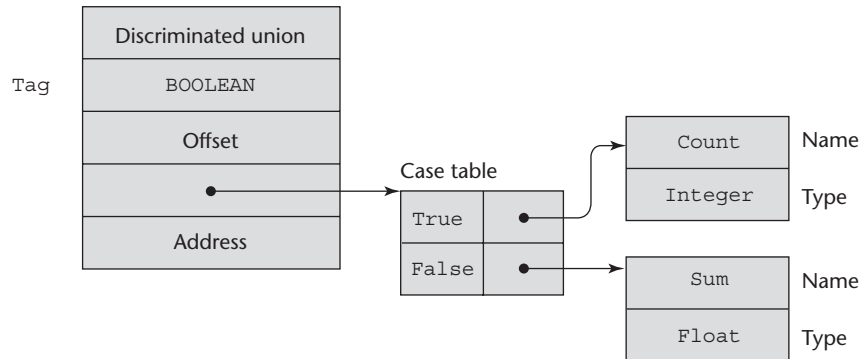 Discriminated union
Tag BOOLEAN
Offset
Address
Case table
True
False
Count Name
Integer Type
Sum Name
Float Type